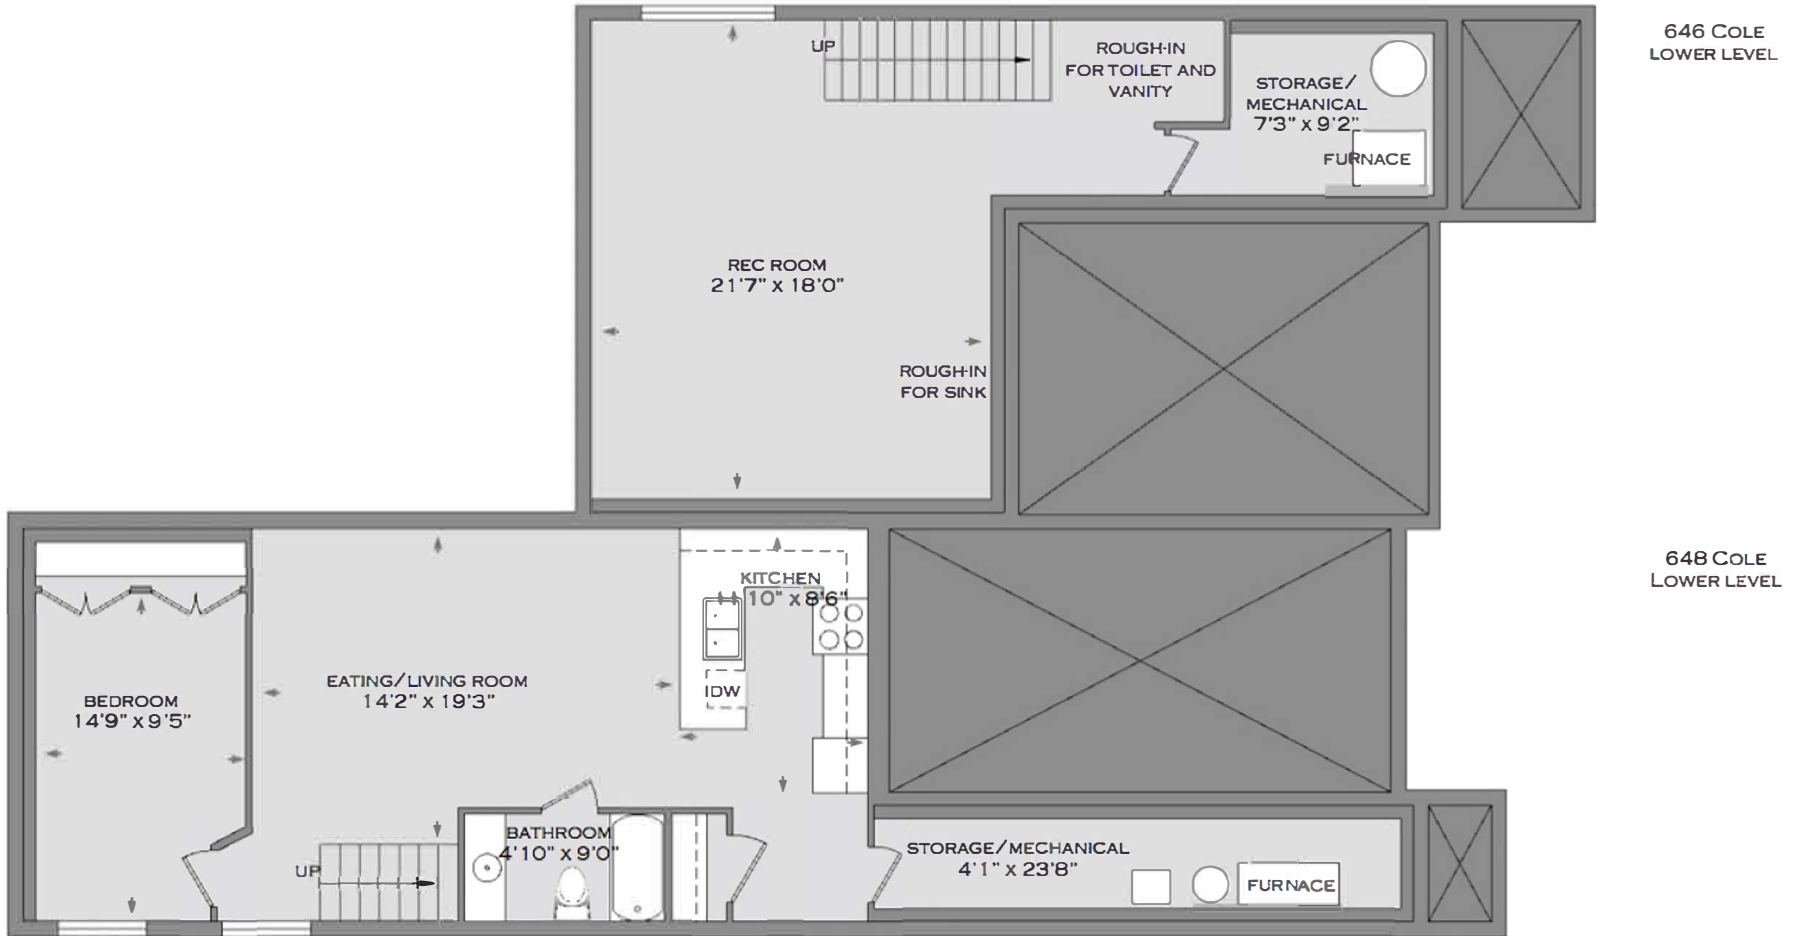 646 COLE
LOWER LEVEL
UP
ROUGH-IN
FOR TOILET AND
VANITY
STORAGE/
MECHANICAL
7'3" X 9'2"
FURNACE
REC ROOM
21'7" X 18'0"
ROUGH-IN
FOR SINK
648 COLE
LOWER LEVEL
KITCHEN
10" X 8'6"
IDW
EATING/LIVING ROOM
14'2" X 19'3"
BEDROOM
14'9" X 9'5"
BATHROOM
4'10" X 9'0"
UP
STORAGE/MECHANICAL
4'1" X 23'8"
FURNACE